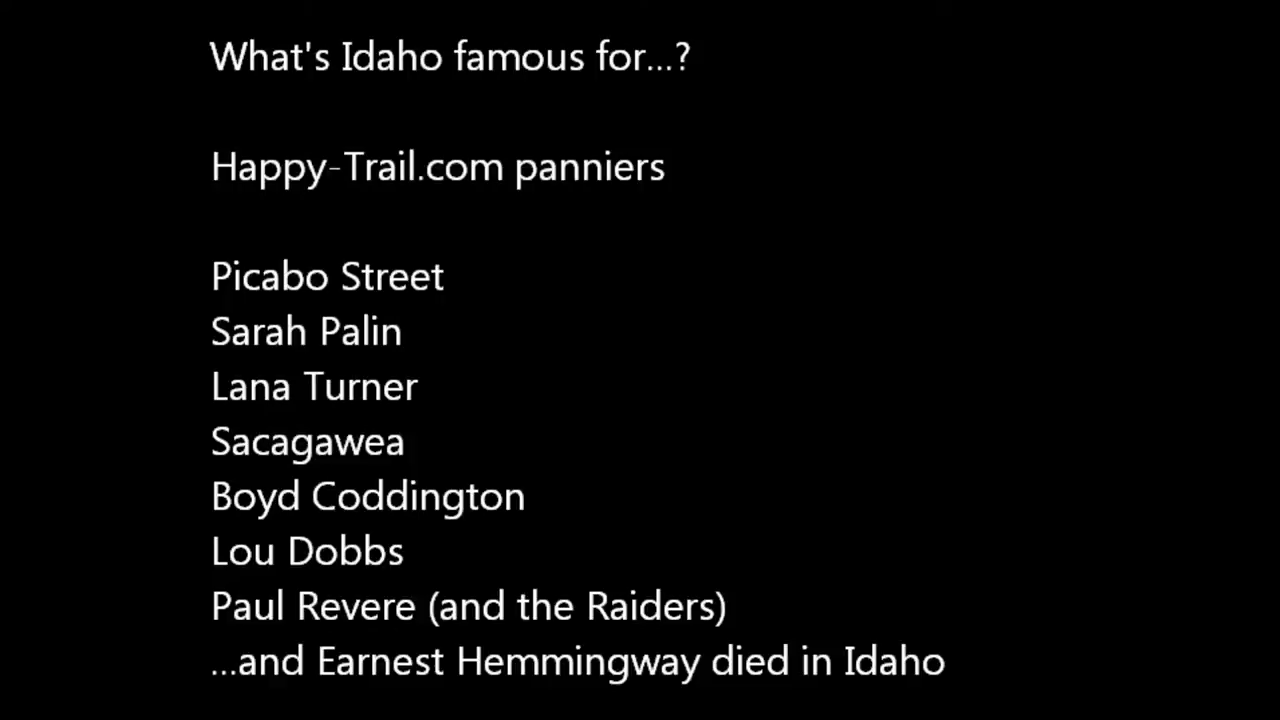 What's Idaho famous for...?
Happy-Trail.com panniers
Picabo Street
Sarah Palin
Lana Turner
Sacagawea
Boyd Coddington
Lou Dobbs
Paul Revere (and the Raiders)
...and Earnest Hemmingway died in Idaho